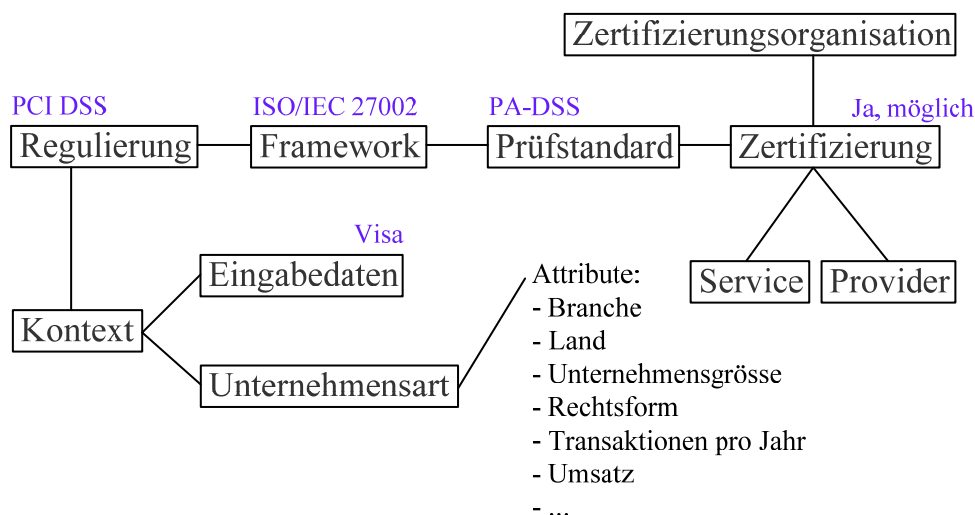 Zertifizierungsorganisation
PCI DSS
ISO/IEC 27002
PA-DSS
Ja, möglich
Regulierung
Framework
Prüfstandard
Zertifizierung
Visa
Eingabedaten
Service
Provider
Kontext
Unternehmensart
Attribute:
- Branche
- Land
- Unternehmensgrösse
- Rechtsform
- Transaktionen pro Jahr
- Umsatz
- ...